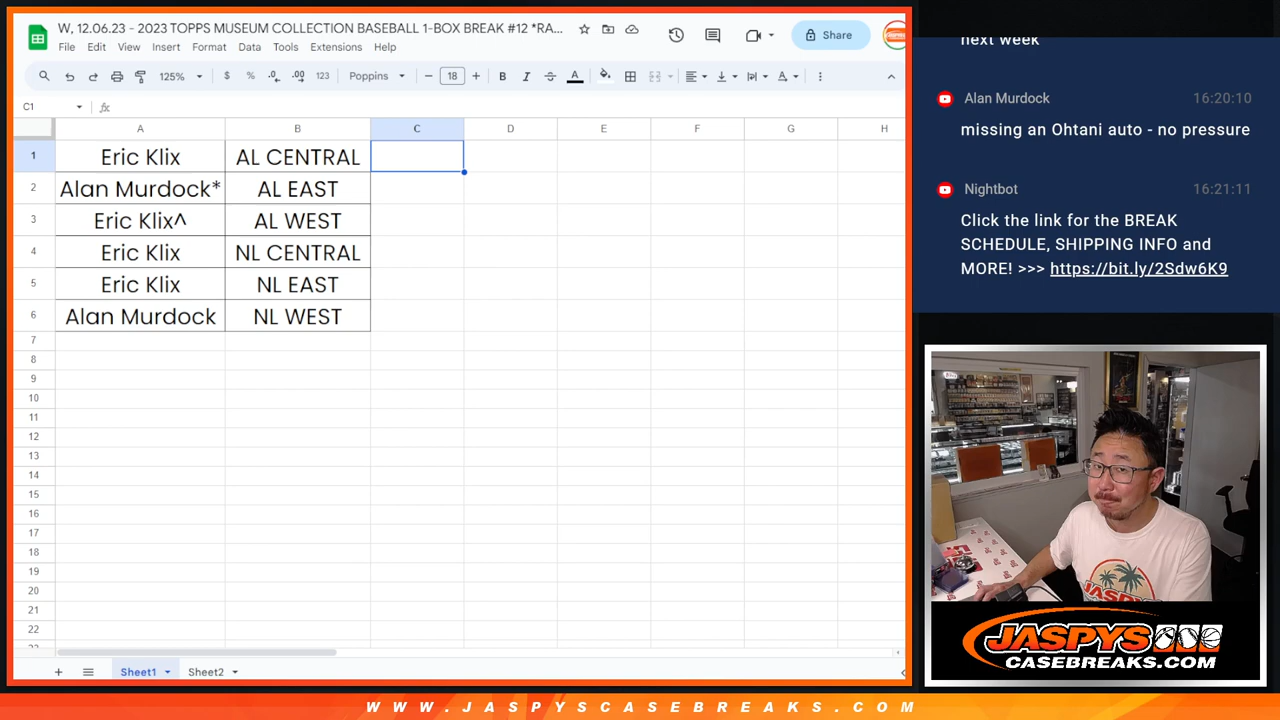 W, 12.06.23 - 2023 TOPPS MUSEUM COLLECTION BASEBALL 1-BOX BREAK #12 *RA...
Share
File Edit View Insert Format Data Tools Extensions Help
125% $ % .0 .00 123 Poppins 18 B I A
C1 fx
A B C D E F G H
1 Eric Klix AL CENTRAL
2 Alan Murdock* AL EAST
3 Eric Klix^ AL WEST
4 Eric Klix NL CENTRAL
5 Eric Klix NL EAST
6 Alan Murdock NL WEST
7
8
9
10
11
12
13
14
15
16
17
18
19
20
21
22
Sheet1 Sheet2
next week
Alan Murdock 16:20:10
missing an Ohtani auto - no pressure
Nightbot 16:21:11
Click the link for the BREAK
SCHEDULE, SHIPPING INFO and
MORE! >>> https://bit.ly/2Sdw6K9
JASPYS
JASPYS
CASEBREAKS.COM
WWW.JASPYSCASEBREAKS.COM